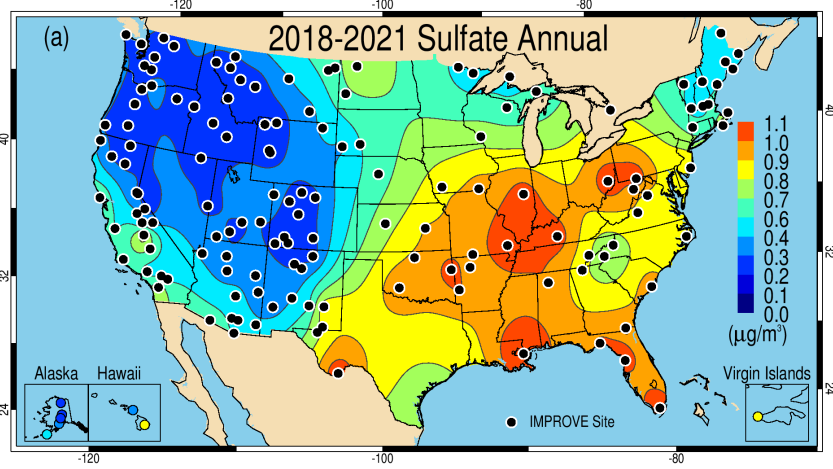 -120 -100 -80
(a) 2018-2021 Sulfate Annual
40 40
1.1
1.0
0.9
0.8
0.7
0.6
0.5
0.4
0.3
0.2
0.1
0.0
(μg/m³)
32 32
Alaska Hawaii Virgin Islands
24 24
IMPROVE Site
-120 -100 -80